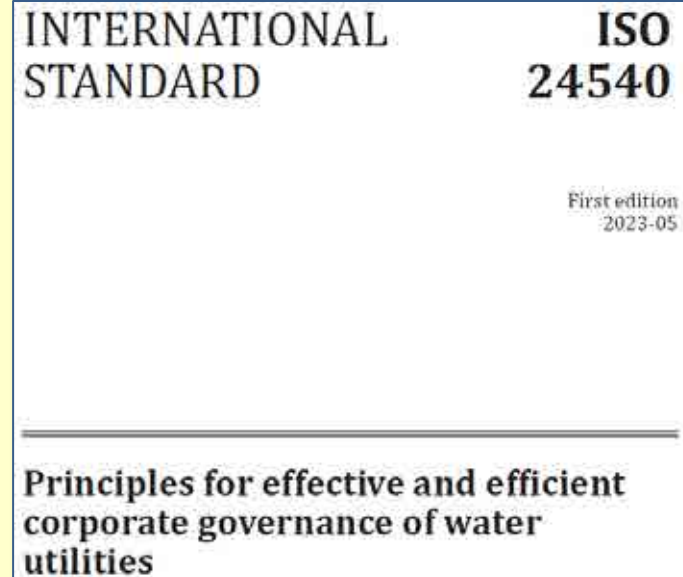 INTERNATIONAL STANDARD
ISO 24540
First edition
2023-05
Principles for effective and efficient
corporate governance of water
utilities